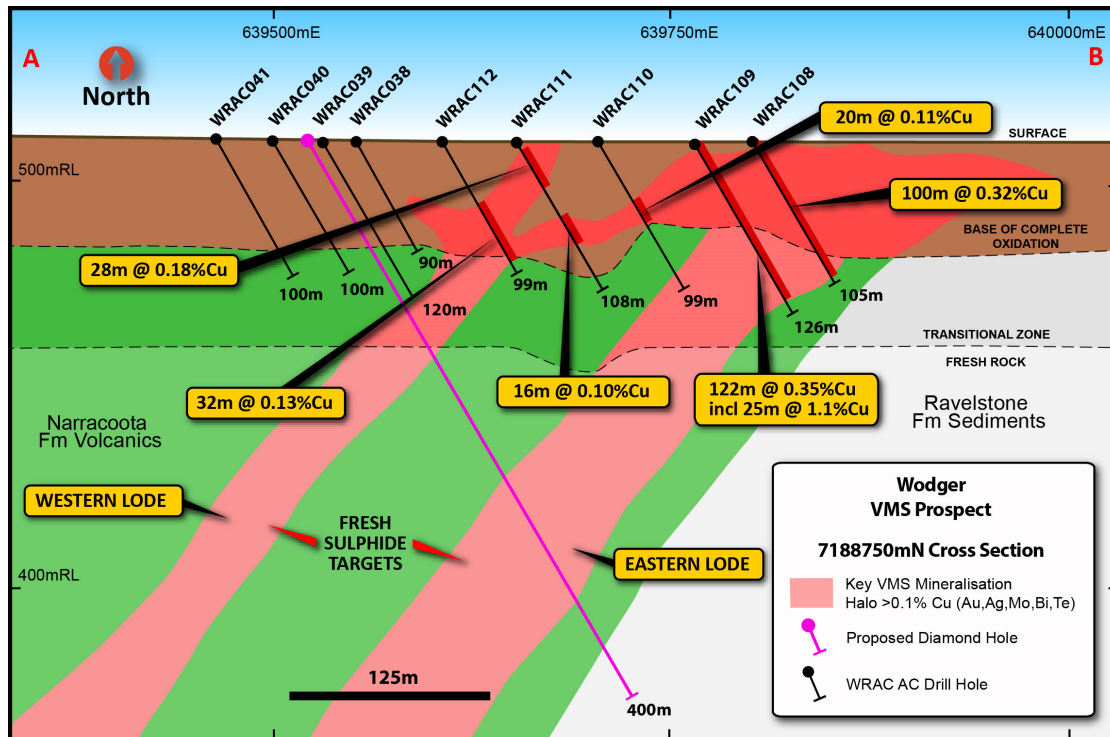 639500mE
639750mE
640000mE
A
B
North
WRAC041
WRAC040
WRAC039
WRAC038
WRAC112
WRAC111
WRAC110
WRAC109
WRAC108
20m @ 0.11%Cu
SURFACE
500mRL
100m @ 0.32%Cu
BASE OF COMPLETE
OXIDATION
28m @ 0.18%Cu
90m
100m
100m
120m
99m
108m
99m
126m
105m
TRANSITIONAL ZONE
FRESH ROCK
32m @ 0.13%Cu
16m @ 0.10%Cu
122m @ 0.35%Cu
incl 25m @ 1.1%Cu
Narracoota
Fm Volcanics
Ravelstone
Fm Sediments
WESTERN LODE
FRESH
SULPHIDE
TARGETS
EASTERN LODE
400mRL
125m
400m
Wodger
VMS Prospect
7188750mN Cross Section
Key VMS Mineralisation
Halo >0.1% Cu (Au,Ag,Mo,Bi,Te)
Proposed Diamond Hole
WRAC AC Drill Hole